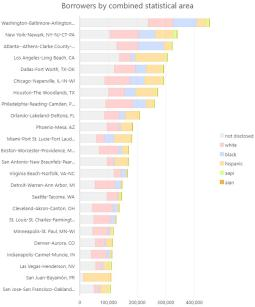 Borrowers by combined statistical area
Washington-Baltimore-Arlington...
New York-Newark, NY-NJ-CT-PA
Atlanta--Athens-Clarke County-...
Los Angeles-Long Beach, CA
Dallas-Fort Worth, TX-OK
Chicago-Naperville, IL-IN-WI
Houston-The Woodlands, TX
Philadelphia-Reading-Camden, P...
Orlando-Lakeland-Deltona, FL
Phoenix-Mesa, AZ
Miami-Port St. Lucie-Fort Laud...
Boston-Worcester-Providence, M...
San Antonio-New Braunfels-Pear...
Virginia Beach-Norfolk, VA-NC
Detroit-Warren-Ann Arbor, MI
Seattle-Tacoma, WA
Cleveland-Akron-Canton, OH
St. Louis-St. Charles-Farmingt...
Minneapolis-St. Paul, MN-WI
Denver-Aurora, CO
Indianapolis-Carmel-Muncie, IN
Las Vegas-Henderson, NV
San Juan-Bayamón, PR
San Jose-San Francisco-Oakland...
0
100,000
200,000
300,000
400,000
not disclosed
white
black
hispanic
aapi
aian